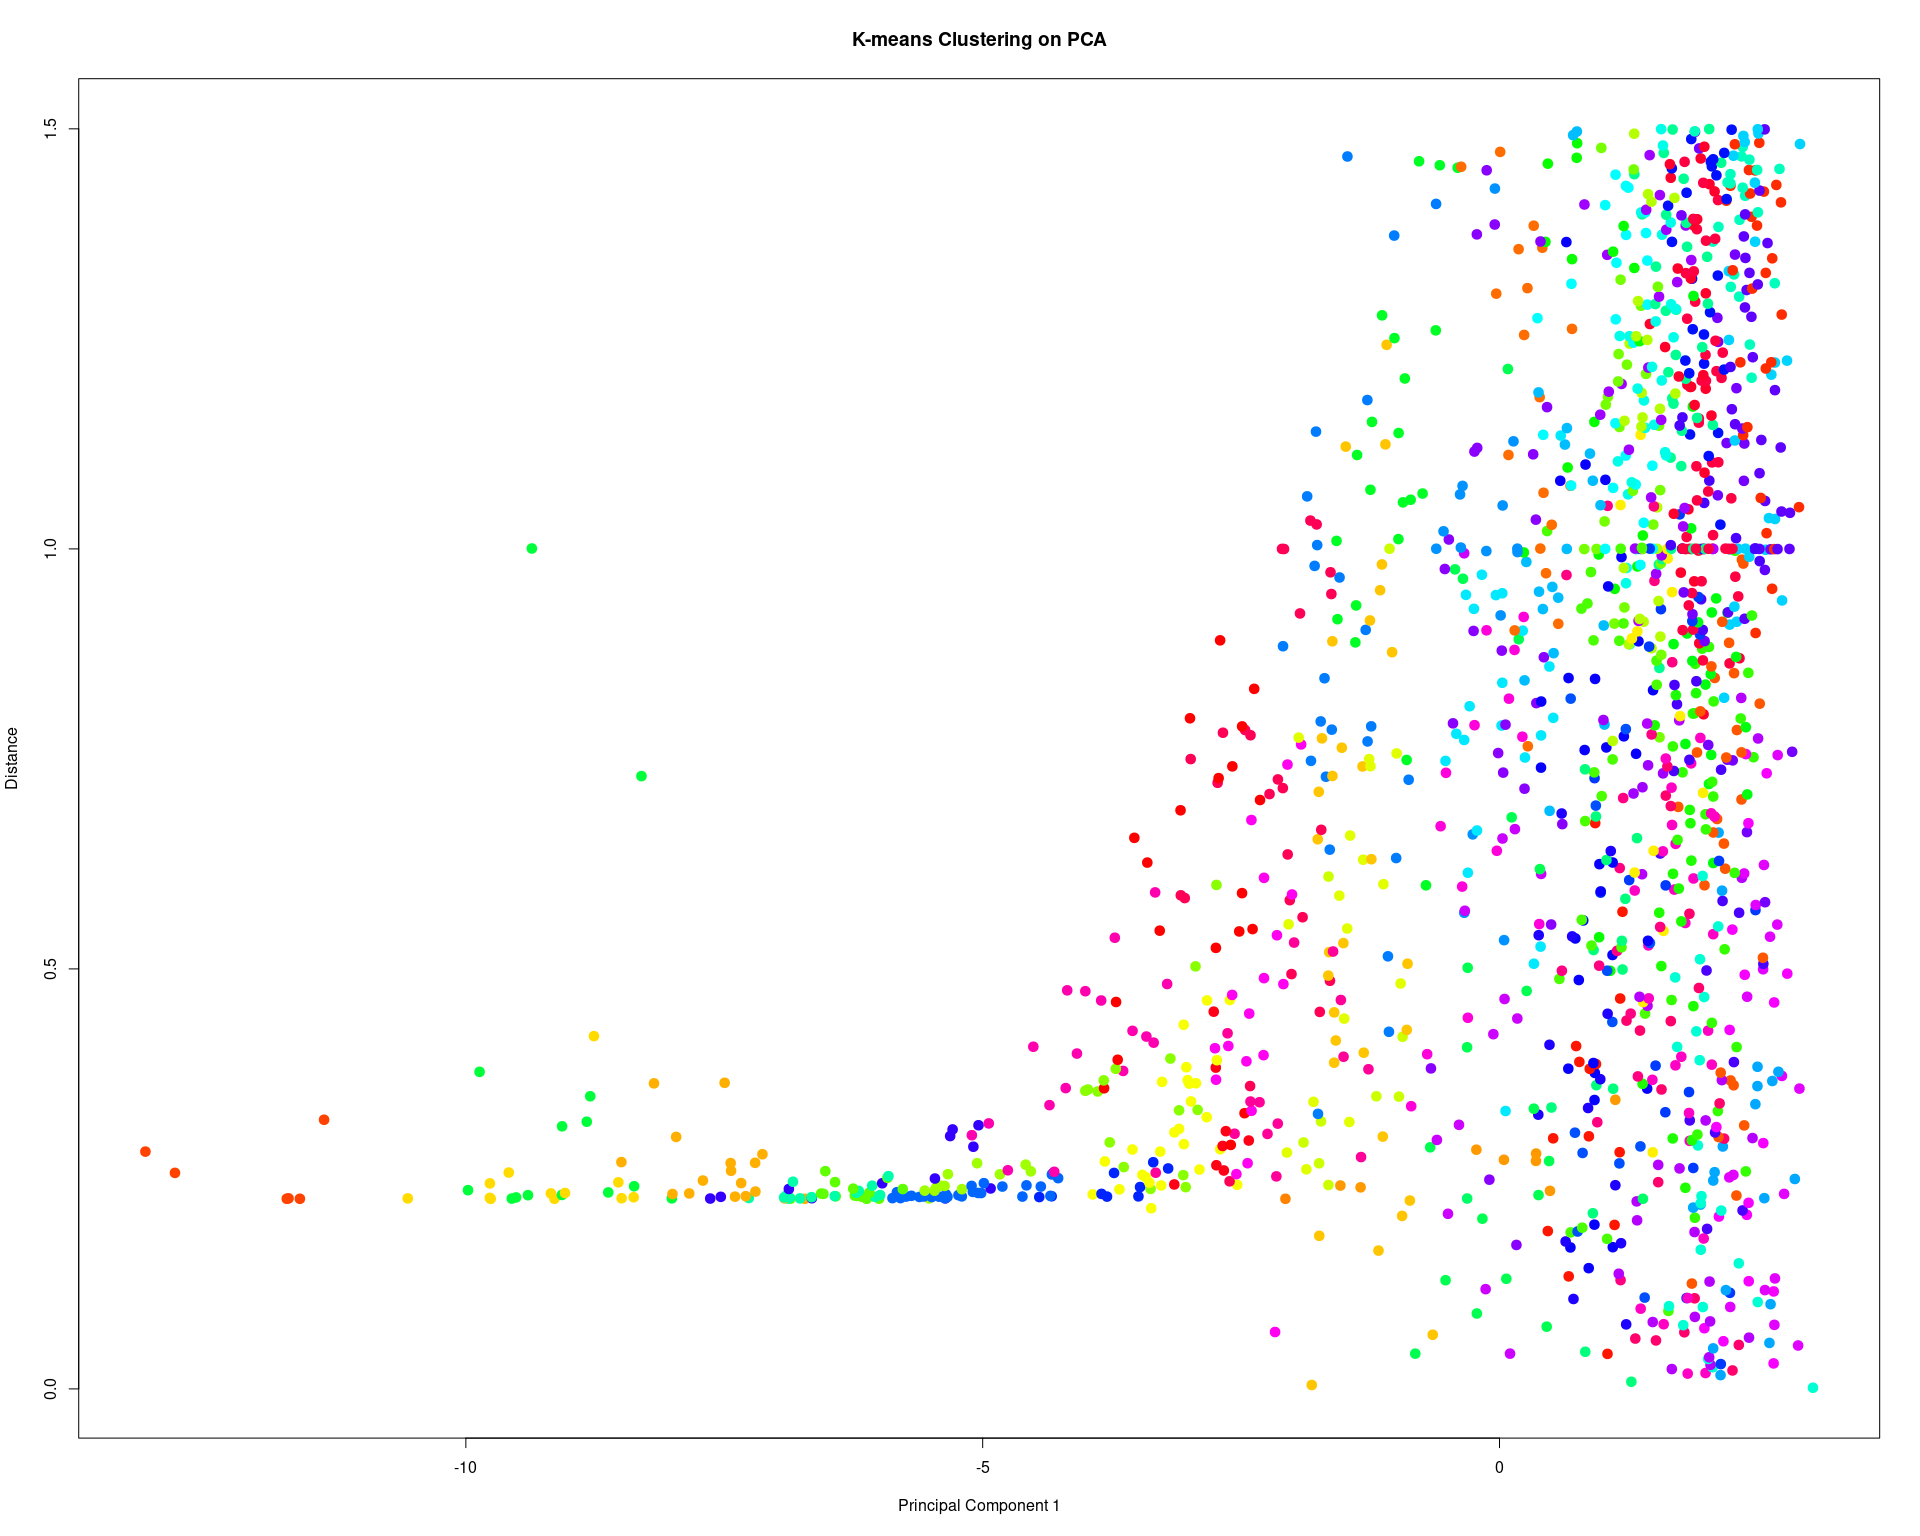 K-means Clustering on PCA
1.5
1.0
Distance
0.5
0.0
-10
-5
0
Principal Component 1